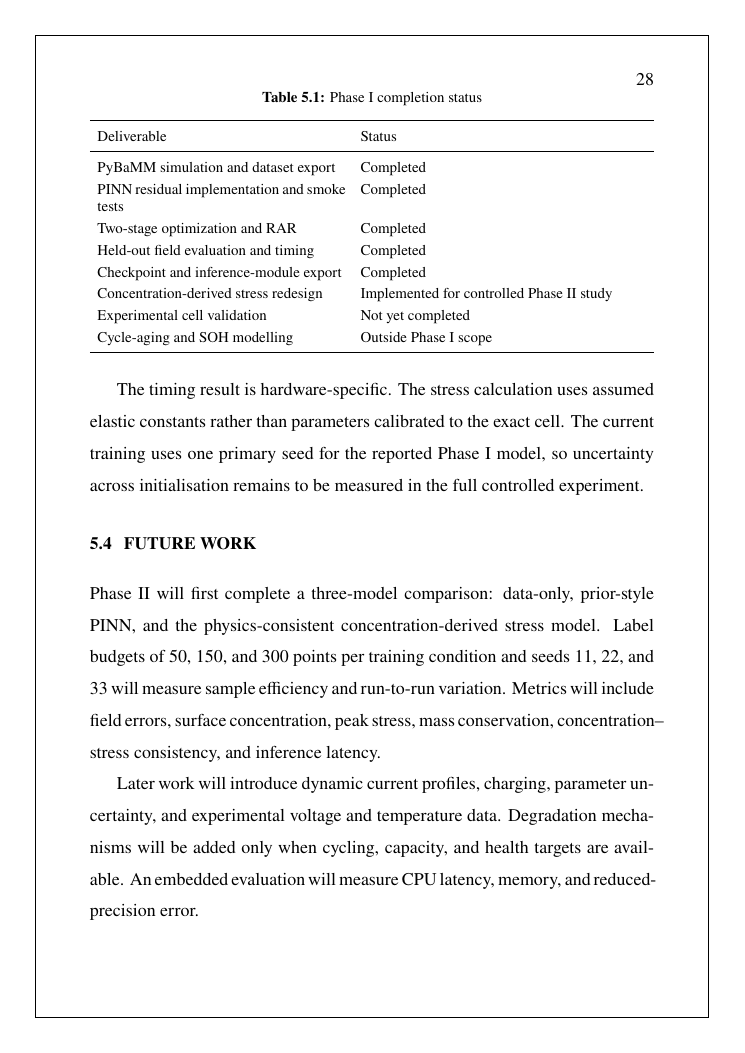 28
Table 5.1: Phase I completion status
Deliverable Status
PyBaMM simulation and dataset export Completed
PINN residual implementation and smoke Completed
tests
Two-stage optimization and RAR Completed
Held-out field evaluation and timing Completed
Checkpoint and inference-module export Completed
Concentration-derived stress redesign Implemented for controlled Phase II study
Experimental cell validation Not yet completed
Cycle-aging and SOH modelling Outside Phase I scope
The timing result is hardware-specific. The stress calculation uses assumed
elastic constants rather than parameters calibrated to the exact cell. The current
training uses one primary seed for the reported Phase I model, so uncertainty
across initialisation remains to be measured in the full controlled experiment.
5.4 FUTURE WORK
Phase II will first complete a three-model comparison: data-only, prior-style
PINN, and the physics-consistent concentration-derived stress model. Label
budgets of 50, 150, and 300 points per training condition and seeds 11, 22, and
33 will measure sample efficiency and run-to-run variation. Metrics will include
field errors, surface concentration, peak stress, mass conservation, concentration–
stress consistency, and inference latency.
Later work will introduce dynamic current profiles, charging, parameter un-
certainty, and experimental voltage and temperature data. Degradation mecha-
nisms will be added only when cycling, capacity, and health targets are avail-
able. An embedded evaluation will measure CPU latency, memory, and reduced-
precision error.